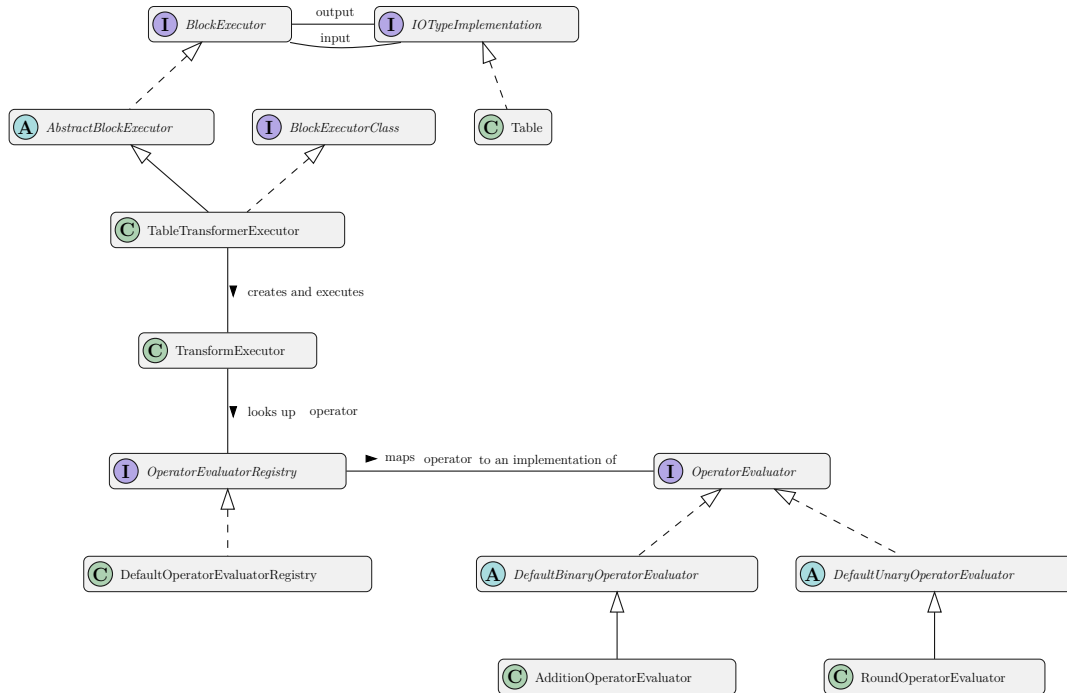 output
I BlockExecutor
I IOTypeImplementation
input
A AbstractBlockExecutor
I BlockExecutorClass
C Table
C TableTransformerExecutor
creates and executes
C TransformExecutor
looks up operator
maps operator to an implementation of
I OperatorEvaluatorRegistry
I OperatorEvaluator
C DefaultOperatorEvaluatorRegistry
A DefaultBinaryOperatorEvaluator
A DefaultUnaryOperatorEvaluator
C AdditionOperatorEvaluator
C RoundOperatorEvaluator